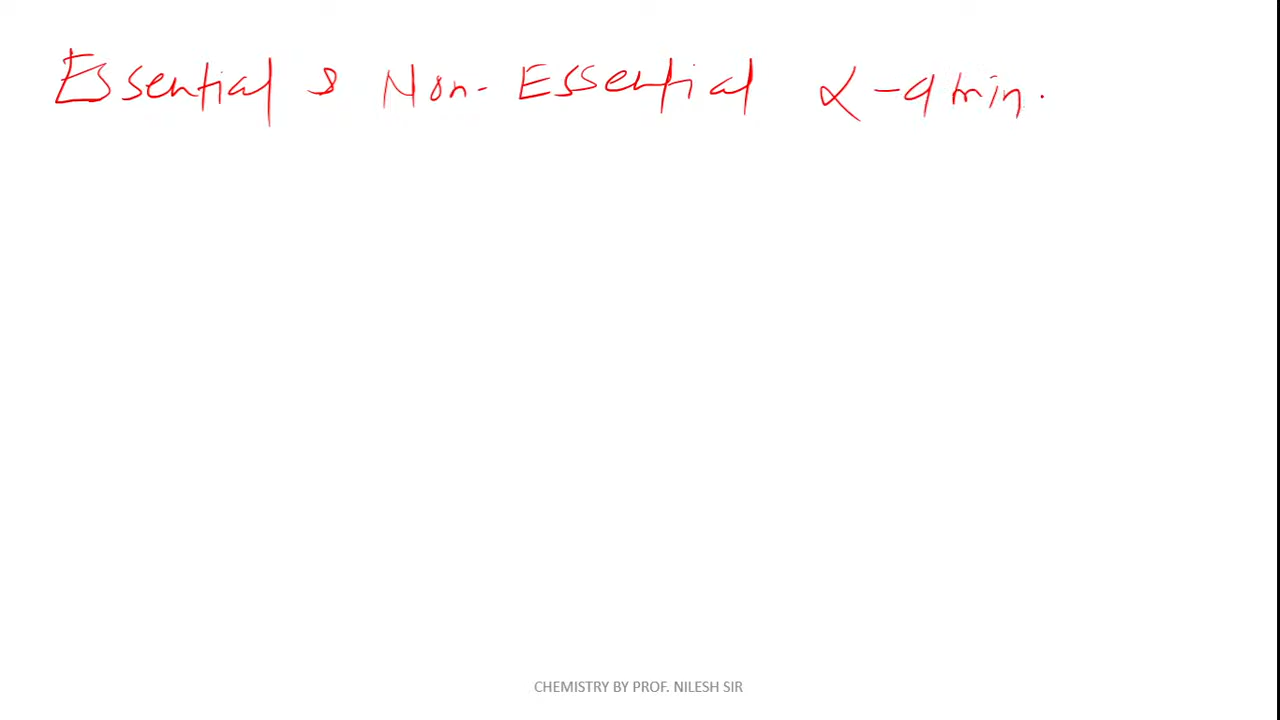 Essential & Non-Essential α-amin.
CHEMISTRY BY PROF. NILESH SIR